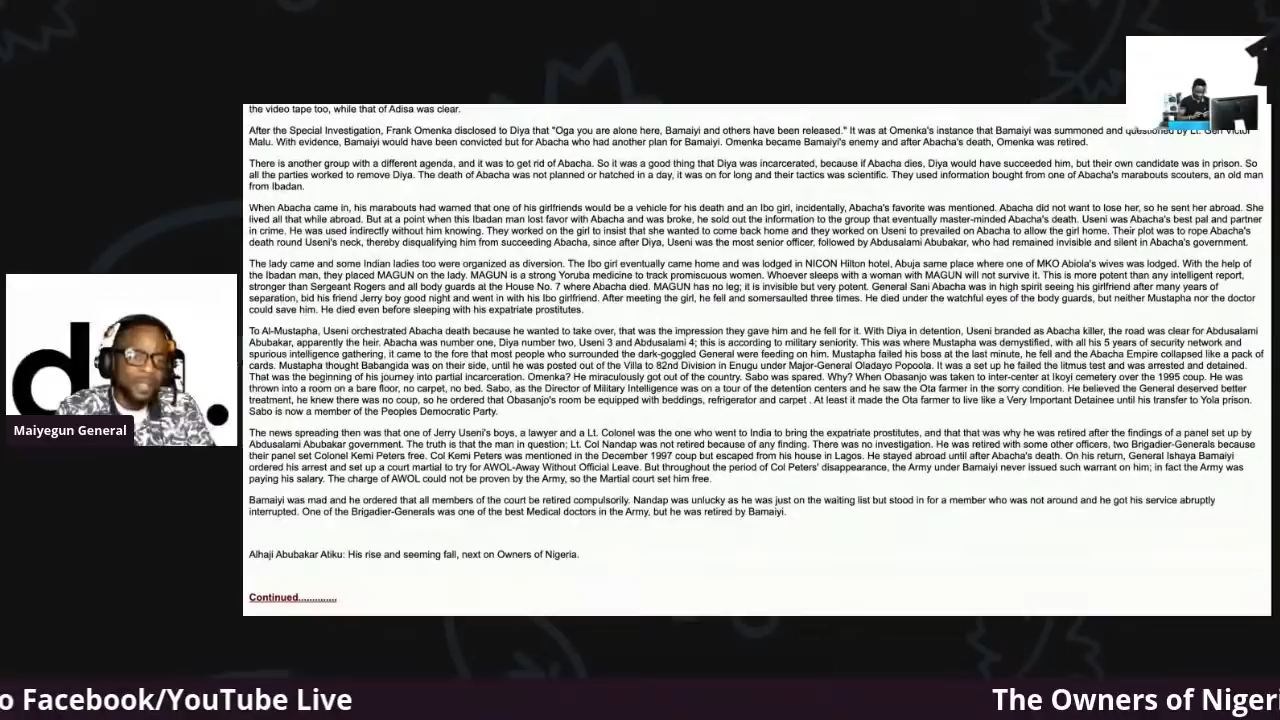 the video tape too, while that of Adisa was clear.
After the Special Investigation, Frank Omenka disclosed to Diya that "Oga you are alone here, Bamaiyi and others have been released." It was at Omenka's instance that Bamaiyi was summoned and questioned by Lt. Gen Victor
Malu. With evidence, Bamaiyi would have been convicted but for Abacha who had another plan for Bamaiyi. Omenka became Bamaiyi's enemy and after Abacha's death, Omenka was retired.
There is another group with a different agenda, and it was to get rid of Abacha. So it was a good thing that Diya was incarcerated, because if Abacha dies, Diya would have succeeded him, but their own candidate was in prison. So
all the parties worked to remove Diya. The death of Abacha was not planned or hatched in a day, it was on for long and their tactics was scientific. They used information bought from one of Abacha's marabouts scouters, an old man
from Ibadan.
When Abacha came in, his marabouts had warned that one of his girlfriends would be a vehicle for his death and an Ibo girl, incidentally, Abacha's favorite was mentioned. Abacha did not want to lose her, so he sent her abroad. She
lived all that while abroad. But at a point when this Ibadan man lost favor with Abacha and was broke, he sold out the information to the group that eventually master-minded Abacha's death. Useni was Abacha's best pal and partner
in crime. He was used indirectly without him knowing. They worked on the girl to insist that she wanted to come back home and they worked on Useni to prevailed on Abacha to allow the girl home. Their plot was to rope Abacha's
death round Useni's neck, thereby disqualifying him from succeeding Abacha, since after Diya, Useni was the most senior officer, followed by Abdusalami Abubakar, who had remained invisible and silent in Abacha's government.
The lady came and some Indian ladies too were organized as diversion. The Ibo girl eventually came home and was lodged in NICON Hilton hotel, Abuja same place where one of MKO Abiola's wives was lodged. With the help of
the Ibadan man, they placed MAGUN on the lady. MAGUN is a strong Yoruba medicine to track promiscuous women. Whoever sleeps with a woman with MAGUN will not survive it. This is more potent than any intelligent report,
stronger than Sergeant Rogers and all body guards at the House No. 7 where Abacha died. MAGUN has no leg; it is invisible but very potent. General Sani Abacha was in high spirit seeing his girlfriend after many years of
separation, bid his friend Jerry boy good night and went in with his Ibo girlfriend. After meeting the girl, he fell and somersaulted three times. He died under the watchful eyes of the body guards, but neither Mustapha nor the doctor
could save him. He died even before sleeping with his expatriate prostitutes.
To Al-Mustapha, Useni orchestrated Abacha death because he wanted to take over, that was the impression they gave him and he fell for it. With Diya in detention, Useni branded as Abacha killer, the road was clear for Abdusalami
Abubakar, apparently the heir. Abacha was number one, Diya number two, Useni 3 and Abdusalami 4; this is according to military seniority. This was where Mustapha was demystified, with all his 5 years of security network and
spurious intelligence gathering, it came to the fore that most people who surrounded the dark-goggled General were feeding on him. Mustapha failed his boss at the last minute, he fell and the Abacha Empire collapsed like a pack of
cards. Mustapha thought Babangida was on their side, until he was posted out of the Villa to 82nd Division in Enugu under Major-General Oladayo Popoola. It was a set up he failed the litmus test and was arrested and detained.
That was the beginning of his journey into partial incarceration. Omenka? He miraculously got out of the country. Sabo was spared. Why? When Obasanjo was taken to inter-center at Ikoyi cemetery over the 1995 coup. He was
thrown into a room on a bare floor, no carpet, no bed. Sabo, as the Director of Military Intelligence was on a tour of the detention centers and he saw the Ota farmer in the sorry condition. He believed the General deserved better
treatment, he knew there was no coup, so he ordered that Obasanjo's room be equipped with beddings, refrigerator and carpet . At least it made the Ota farmer to live like a Very Important Detainee until his transfer to Yola prison.
Sabo is now a member of the Peoples Democratic Party.
The news spreading then was that one of Jerry Useni's boys, a lawyer and a Lt. Colonel was the one who went to India to bring the expatriate prostitutes, and that that was why he was retired after the findings of a panel set up by
Abdusalami Abubakar government. The truth is that the man in question; Lt. Col Nandap was not retired because of any finding. There was no investigation. He was retired with some other officers, two Brigadier-Generals because
their panel set Colonel Kemi Peters free. Col Kemi Peters was mentioned in the December 1997 coup but escaped from his house in Lagos. He stayed abroad until after Abacha's death. On his return, General Ishaya Bamaiyi
ordered his arrest and set up a court martial to try for AWOL-Away Without Official Leave. But throughout the period of Col Peters' disappearance, the Army under Bamaiyi never issued such warrant on him; in fact the Army was
paying his salary. The charge of AWOL could not be proven by the Army, so the Martial court set him free.
Bamaiyi was mad and he ordered that all members of the court be retired compulsorily. Nandap was unlucky as he was just on the waiting list but stood in for a member who was not around and he got his service abruptly
interrupted. One of the Brigadier-Generals was one of the best Medical doctors in the Army, but he was retired by Bamaiyi.
Alhaji Abubakar Atiku: His rise and seeming fall, next on Owners of Nigeria.
Continued..............
Maiyegun General
o Facebook/YouTube Live
The Owners of Nigeri